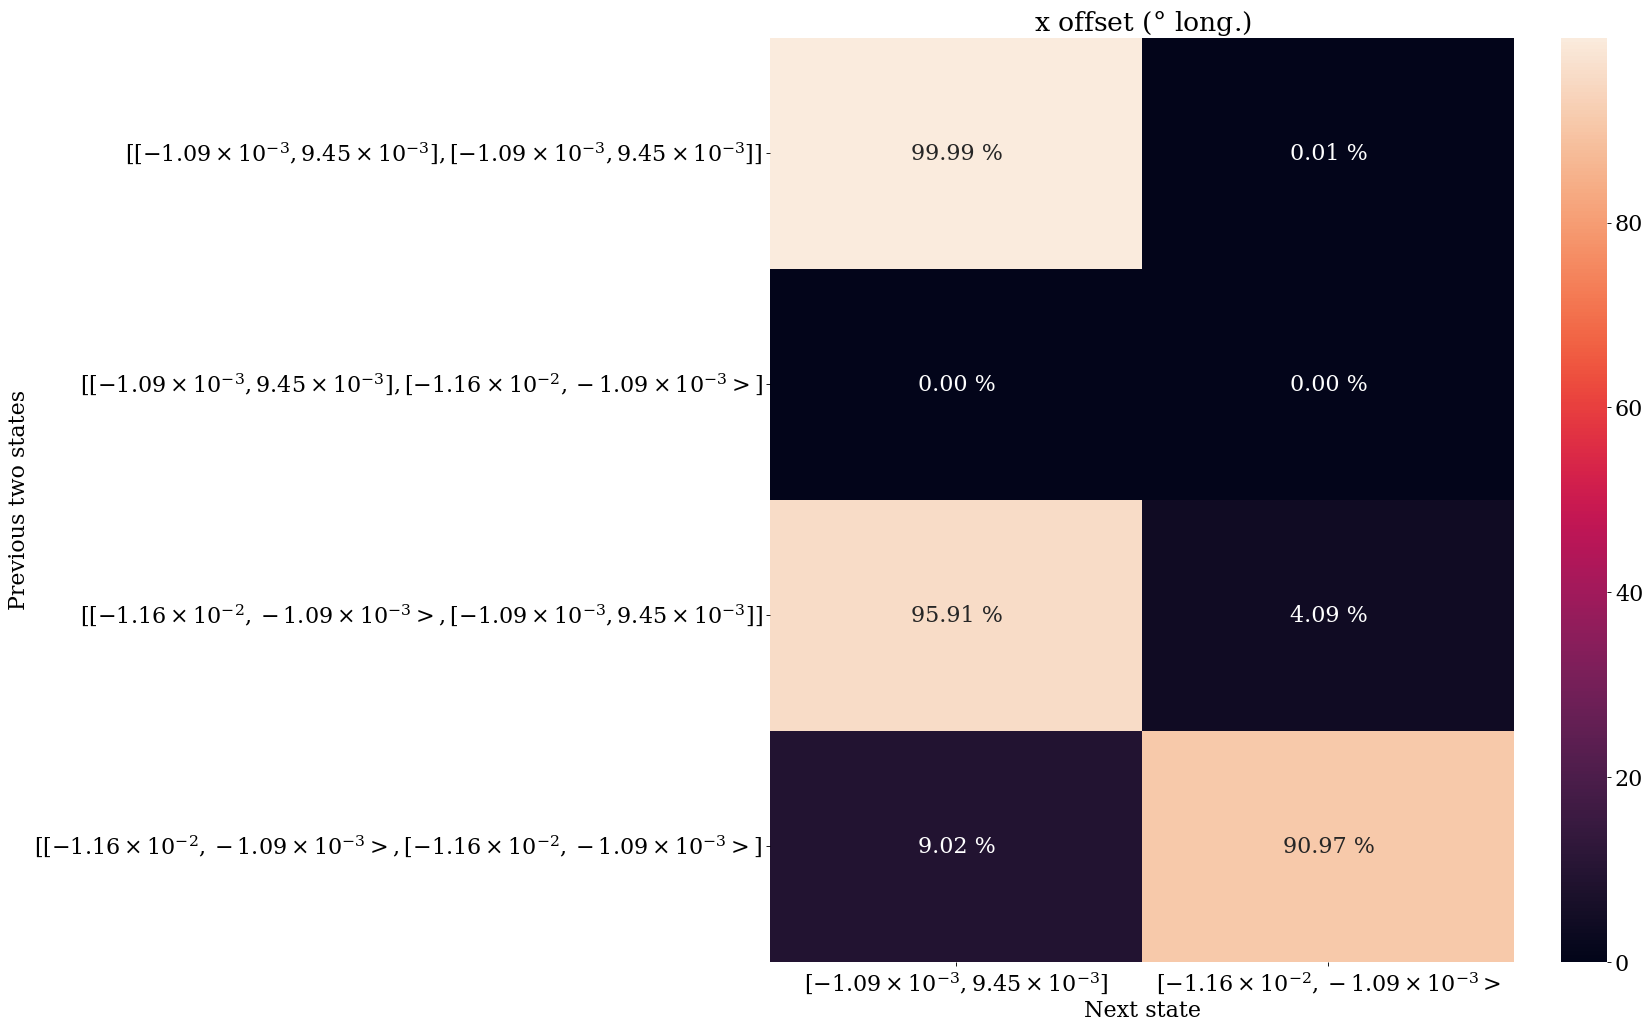 x offset (° long.)
[[−1.09 × 10⁻³, 9.45 × 10⁻³], [−1.09 × 10⁻³, 9.45 × 10⁻³]]
99.99 %
0.01 %
[[−1.09 × 10⁻³, 9.45 × 10⁻³], [−1.16 × 10⁻², −1.09 × 10⁻³ > ]
0.00 %
0.00 %
[[−1.16 × 10⁻², −1.09 × 10⁻³ > , [−1.09 × 10⁻³, 9.45 × 10⁻³]]
95.91 %
4.09 %
[[−1.16 × 10⁻², −1.09 × 10⁻³ > , [−1.16 × 10⁻², −1.09 × 10⁻³ > ]
9.02 %
90.97 %
Previous two states
[−1.09 × 10⁻³, 9.45 × 10⁻³]
[−1.16 × 10⁻², −1.09 × 10⁻³ >
Next state
80
60
40
20
0